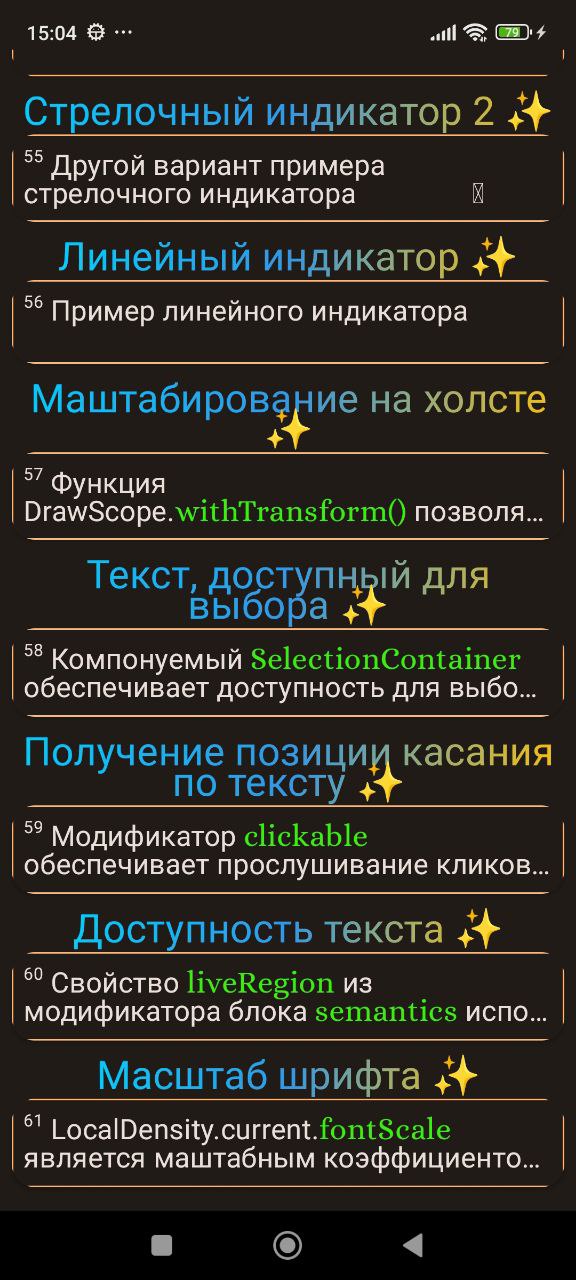 15:04
79
Стрелочный индикатор 2 ✨
55 Другой вариант примера
стрелочного индикатора
Линейный индикатор ✨
56 Пример линейного индикатора
Маштабирование на холсте
✨
57 Функция
DrawScope.withTransform() позволя...
Текст, доступный для
выбора ✨
58 Компонуемый SelectionContainer
обеспечивает доступность для выбо...
Получение позиции касания
по тексту ✨
59 Модификатор clickable
обеспечивает прослушивание кликов...
Доступность текста ✨
60 Свойство liveRegion из
модификатора блока semantics испо...
Масштаб шрифта ✨
61 LocalDensity.current.fontScale
является маштабным коэффициенто...